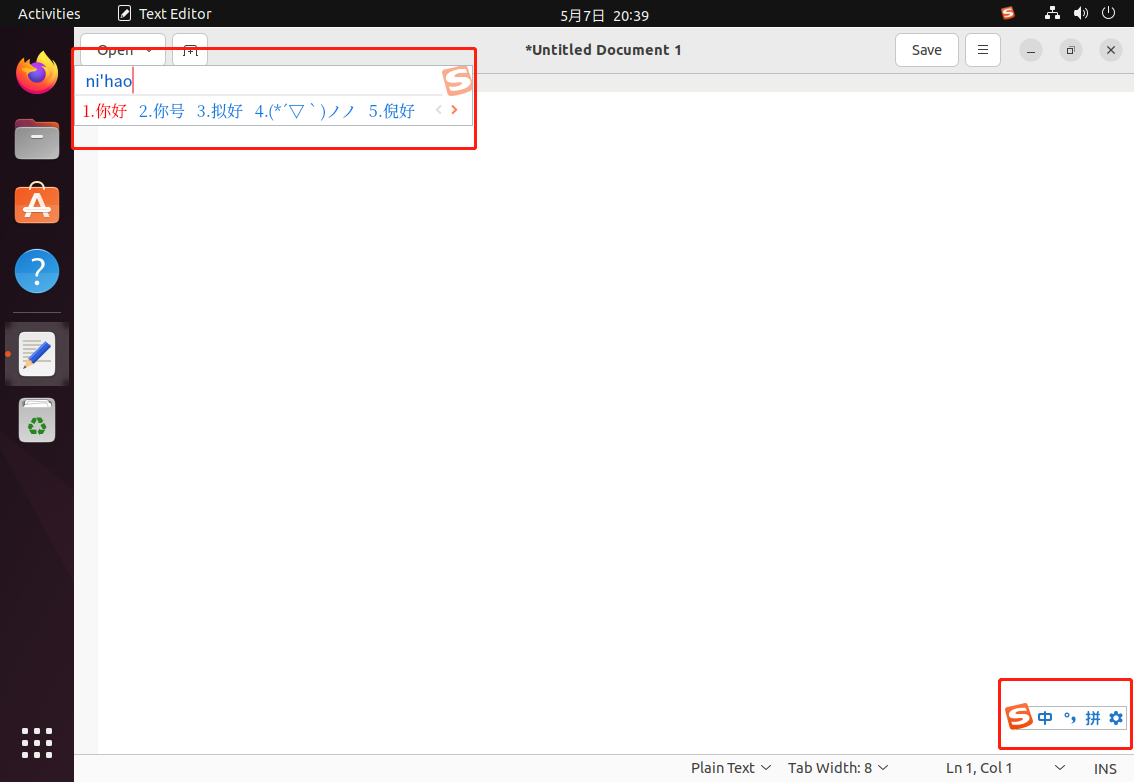 Activities
Text Editor
5月7日 20:39
Open
*Untitled Document 1
Save
ni'hao
1.你好 2.你号 3.拟好 4.(*´▽｀)ノノ 5.倪好
中 °, 拼
Plain Text
Tab Width: 8
Ln 1, Col 1
INS